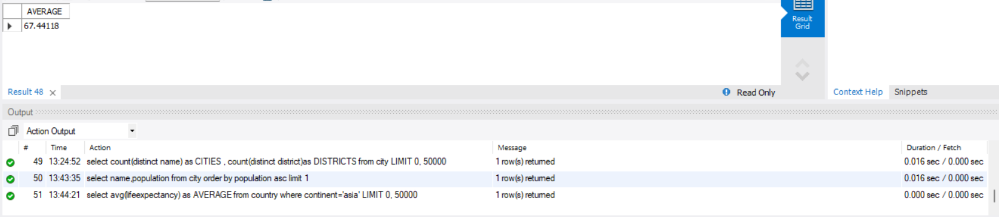 AVERAGE
67.44118
Result
Grid
Result 48
Read Only
Context Help Snippets
Output
Action Output
# Time Action Message Duration / Fetch
49 13:24:52 select count(distinct name) as CITIES , count(distinct district)as DISTRICTS from city LIMIT 0, 50000 1 row(s) returned 0.016 sec / 0.000 sec
50 13:43:35 select name,population from city order by population asc limit 1 1 row(s) returned 0.016 sec / 0.000 sec
51 13:44:21 select avg(lifeexpectancy) as AVERAGE from country where continent='asia' LIMIT 0, 50000 1 row(s) returned 0.000 sec / 0.000 sec